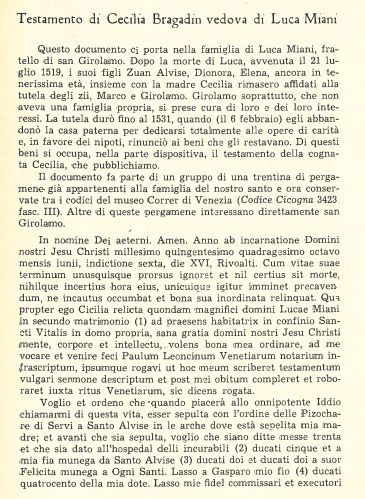 Testamento di Cecilia Bragadin vedova di Luca Miani
Questo documento ci porta nella famiglia di Luca Miani, fra-
tello di san Girolamo. Dopo la morte di Luca, avvenuta il 21 lu-
glio 1519, i suoi figli Zuan Alvise, Dionora, Elena, ancora in te-
nerissima età, insieme con la madre Cecilia rimasero affidati alla
tutela degli zii, Marco e Girolamo. Girolamo soprattutto, che non
aveva una famiglia propria, si prese cura di loro e dei loro inte-
ressi. La tutela durò fino al 1531, quando (il 6 febbraio) egli abban-
donò la casa paterna per dedicarsi totalmente alle opere di carità
e, in favore dei nipoti, rinunciò ai beni che gli restavano. Di questi
beni si occupa, nella parte dispositiva, il testamento della cogna-
ta Cecilia, che pubblichiamo.
Il documento fa parte di un gruppo di una trentina di perga-
mene già appartenenti alla famiglia del nostro santo e ora conser-
vate tra i codici del museo Correr di Venezia (Codice Cicogna 3423
fasc. III). Altre di queste pergamene interessano direttamente san
Girolamo.
In nomine Dei aeterni. Amen. Anno ab incarnatione Domini
nostri Jesu Christi millesimo quingentesimo quadragesimo octavo
mensis iunii, indictione sexta, die XVI, Rivoalti. Cum vitae suae
terminum unusquisque prorsus ignoret et nil certius sit morte,
nihilque incertius hora eius, unicuique igitur imminet precaven-
dum, ne incautus occumbat et bona sua inordinata relinquat. Qua
propter ego Cicilia relicta quondam magnifici domini Lucae Miani
in secundo matrimonio (1) ad praesens habitatrix in confinio San-
cti Vitalis in domo propria, sana gratia domini nostri Jesu Christi
mente, corpore et intellectu, volens bona mea ordinare, ad me
vocare et venire feci Paulum Leoncinum Venetiarum notarium in-
frascriptum, ipsumque rogavi ut hoc meum scriberet testamentum
vulgari sermone descriptum et post mei obitum compleret et robo-
raret iuxta ritus Venetiarum, sic dicens rogata.
Voglio et ordeno che quando piacerà allo onnipotente Iddio
chiamarmi di questa vita, esser sepulta con l'ordine delle Pizocha-
re di Servi a Santo Alvise in le arche dove està sepelita mia ma-
dre; et avanti che sia sepulta, voglio che siano ditte messe trenta
et che sia dato all'hospedal delli incurabili (2) ducati cinque et a
mia fia munega da Santo Alvise (3) ducati doi et ducati doi a suor
Felicita munega a Ogni Santi. Lasso a Gasparo mio fio (4) ducati
quatrocento della mia dote. Lasso mie fidel commissari et executori